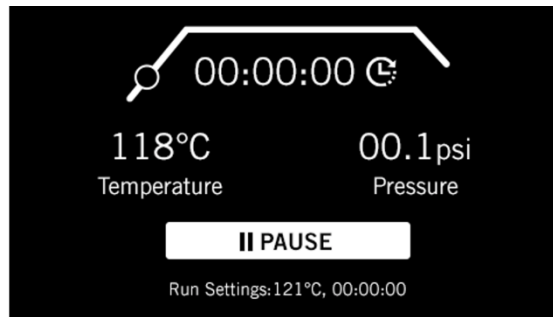 00:00:00
118°C 00.1psi
Temperature Pressure
PAUSE
Run Settings:121°C, 00:00:00